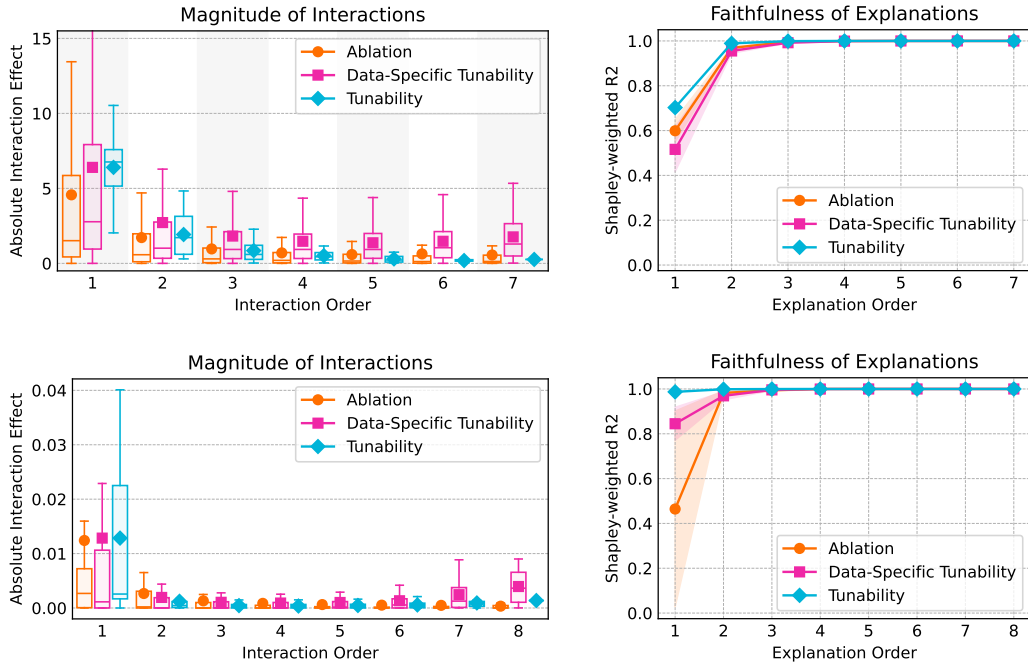 Magnitude of Interactions
Absolute Interaction Effect
15
10
5
0
Ablation
Data-Specific Tunability
Tunability
1 2 3 4 5 6 7
Interaction Order
Faithfulness of Explanations
Shapley-weighted R2
1.0
0.8
0.6
0.4
0.2
0.0
Ablation
Data-Specific Tunability
Tunability
1 2 3 4 5 6 7
Explanation Order
Magnitude of Interactions
Absolute Interaction Effect
0.04
0.03
0.02
0.01
0.00
Ablation
Data-Specific Tunability
Tunability
1 2 3 4 5 6 7 8
Interaction Order
Faithfulness of Explanations
Shapley-weighted R2
1.0
0.8
0.6
0.4
0.2
0.0
Ablation
Data-Specific Tunability
Tunability
1 2 3 4 5 6 7 8
Explanation Order